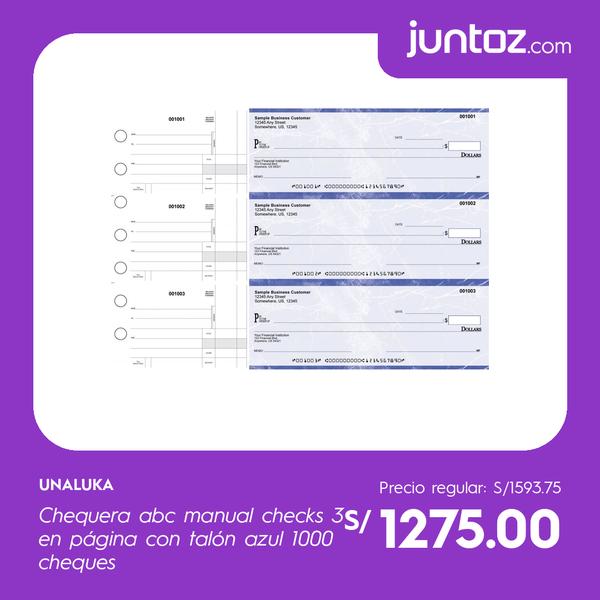 juntoz.com
001001
Sample Business Customer
12345 Any Street
Somewhere, US, 12345
001001
DATE
$
DOLLARS
Your Financial Institution
MEMO
001002
Sample Business Customer
12345 Any Street
Somewhere, US, 12345
001002
DATE
$
DOLLARS
Your Financial Institution
MEMO
001003
Sample Business Customer
12345 Any Street
Somewhere, US, 12345
001003
DATE
$
DOLLARS
Your Financial Institution
MEMO
UNALUKA
Precio regular: S/1593.75
Chequera abc manual checks 3
en página con talón azul 1000
cheques
S/ 1275.00